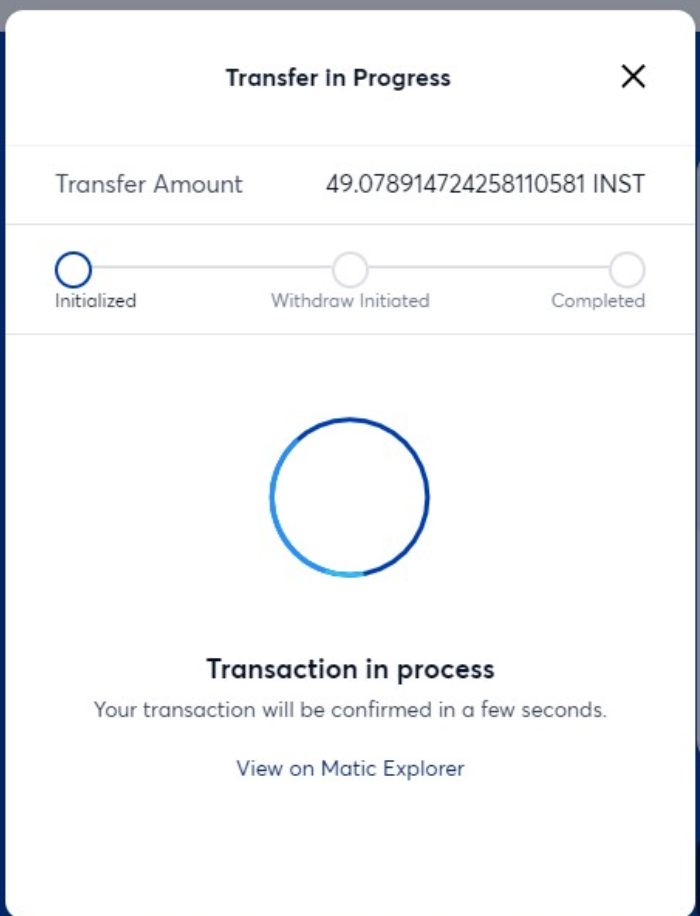 Transfer in Progress
Transfer Amount 49.078914724258110581 INST
Initialized Withdraw Initiated Completed
Transaction in process
Your transaction will be confirmed in a few seconds.
View on Matic Explorer